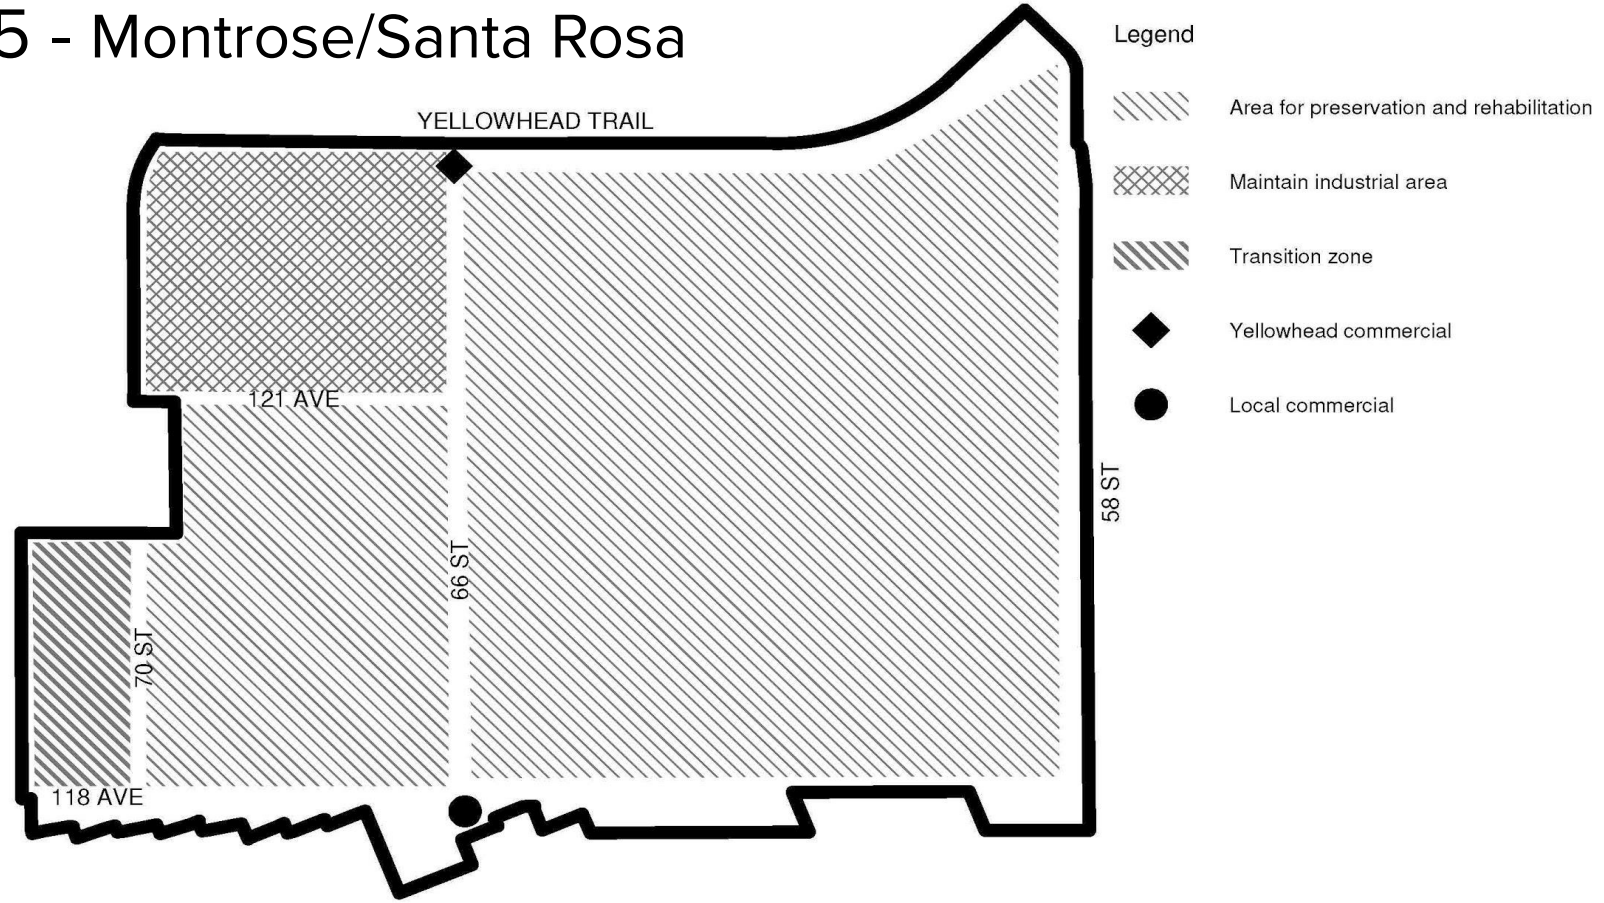 5 - Montrose/Santa Rosa
Legend
YELLOWHEAD TRAIL
Area for preservation and rehabilitation
Maintain industrial area
Transition zone
Yellowhead commercial
Local commercial
121 AVE
58 ST
66 ST
70 ST
118 AVE